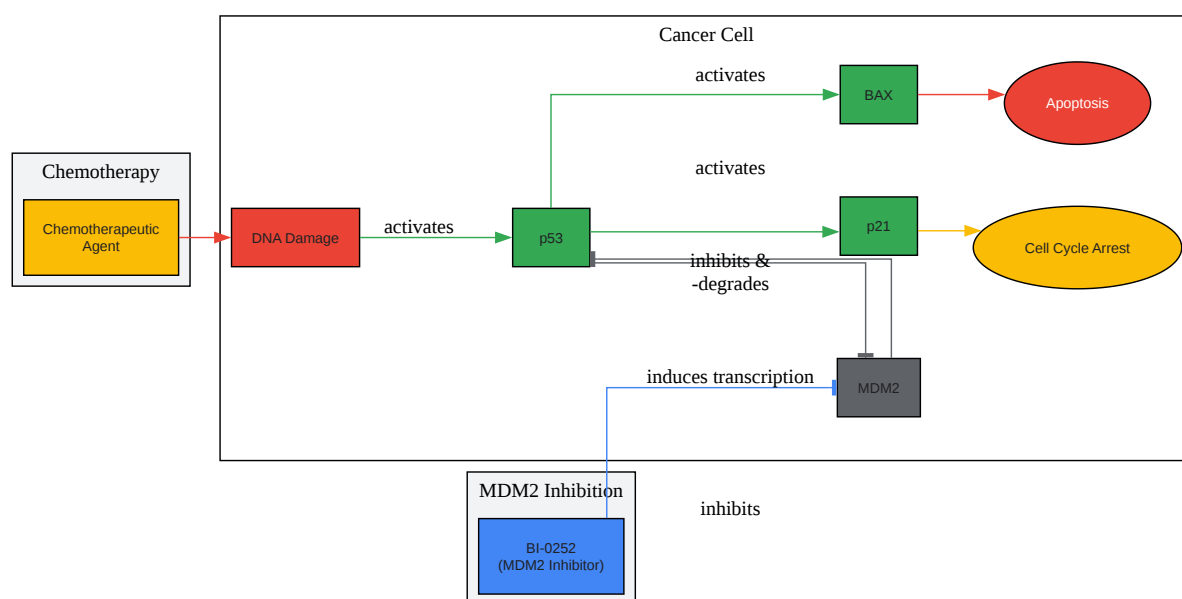 Cancer Cell
activates
BAX
Apoptosis
Chemotherapy
activates
Chemotherapeutic
Agent
DNA Damage
activates
p53
p21
Cell Cycle Arrest
inhibits &
-degrades
induces transcription
MDM2
MDM2 Inhibition
inhibits
BI-0252
(MDM2 Inhibitor)